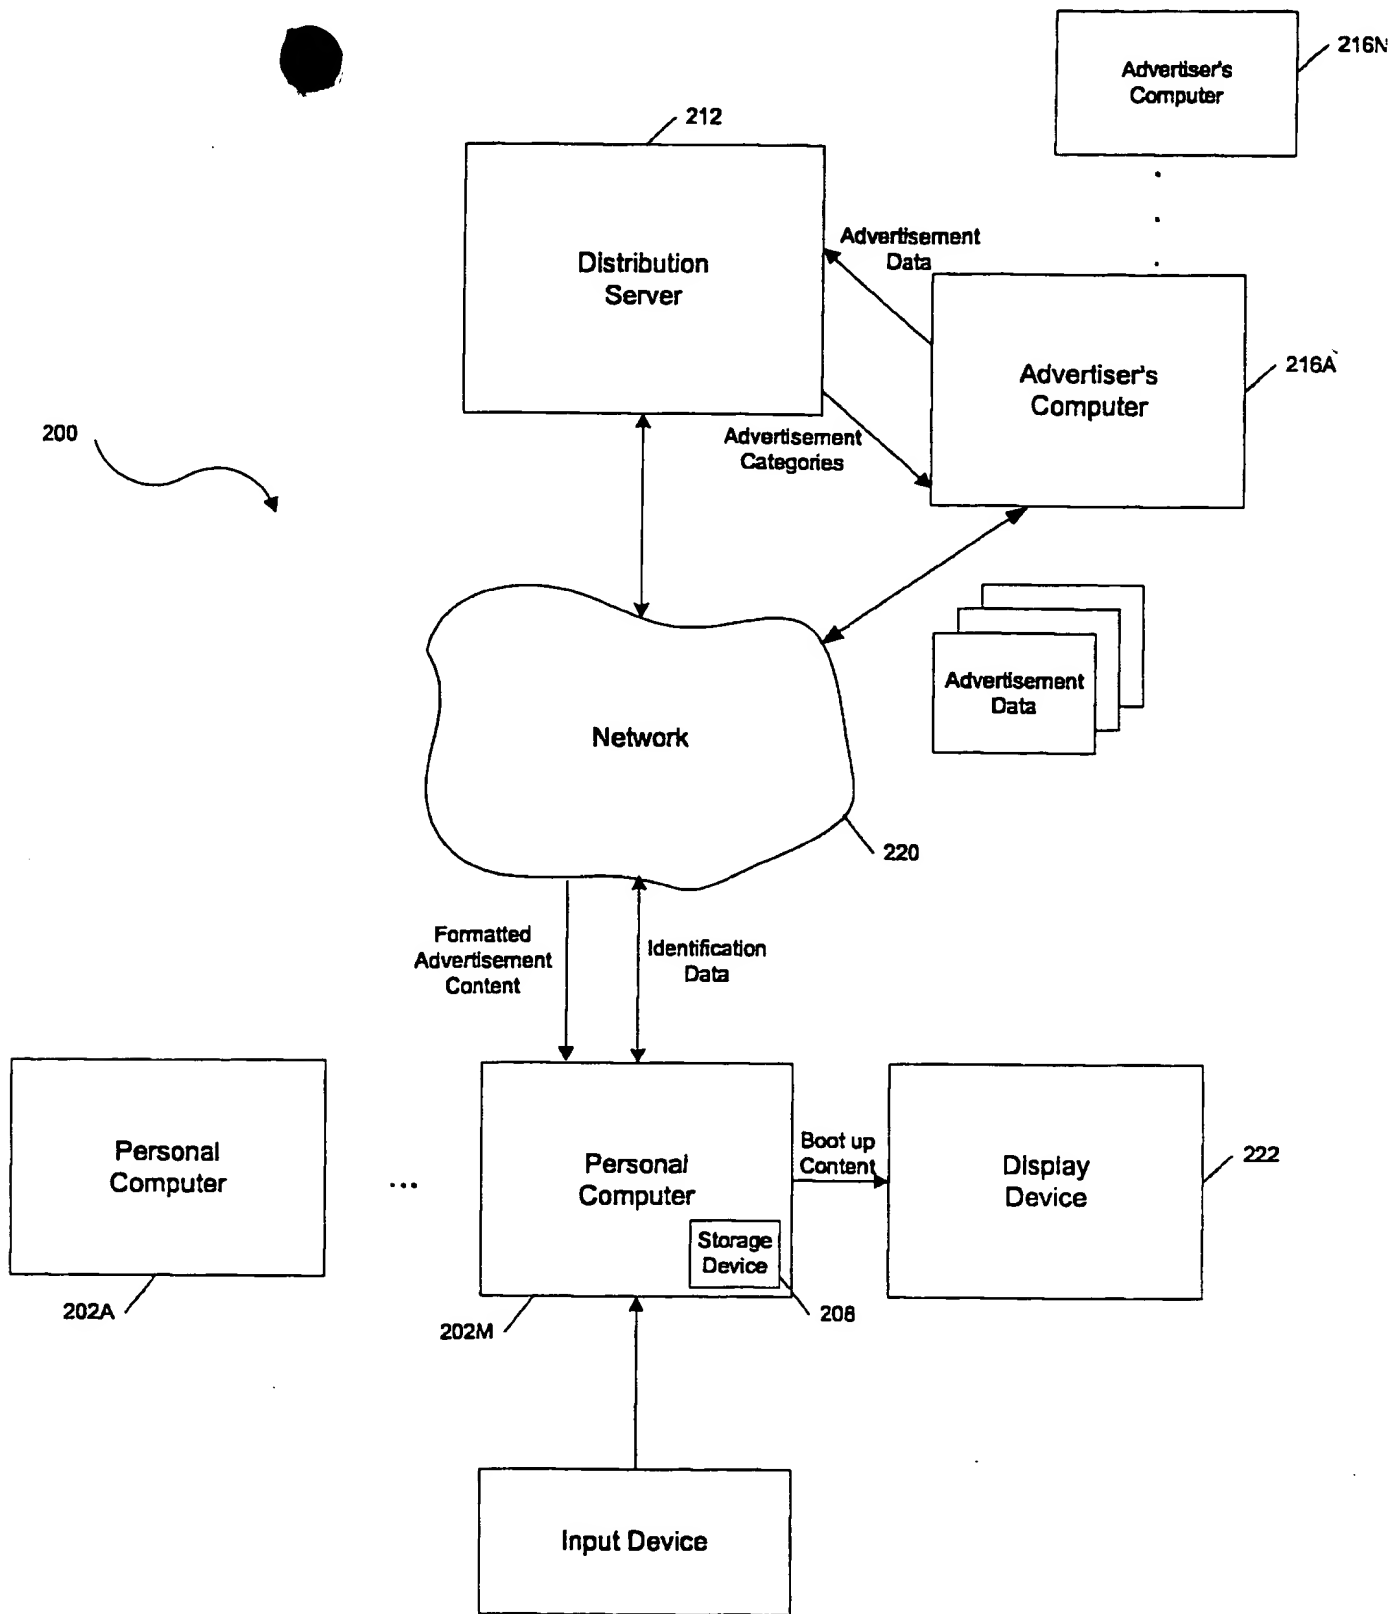 216N
Advertiser's
Computer
212
Advertisement
Data
Distribution
Server
216A
Advertiser's
Computer
200
Advertisement
Categories
Advertisement
Data
Network
220
Formatted
Advertisement
Content
Identification
Data
Personal
Computer
...
Personal
Computer
Boot up
Content
Display
Device
222
Storage
Device
202A
202M
208
Input Device